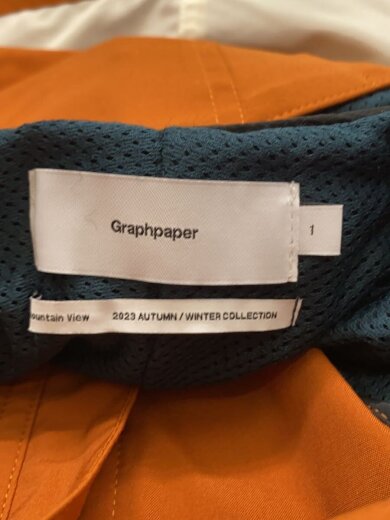 Graphpaper
1
ountain View 2023 AUTUMN / WINTER COLLECTION